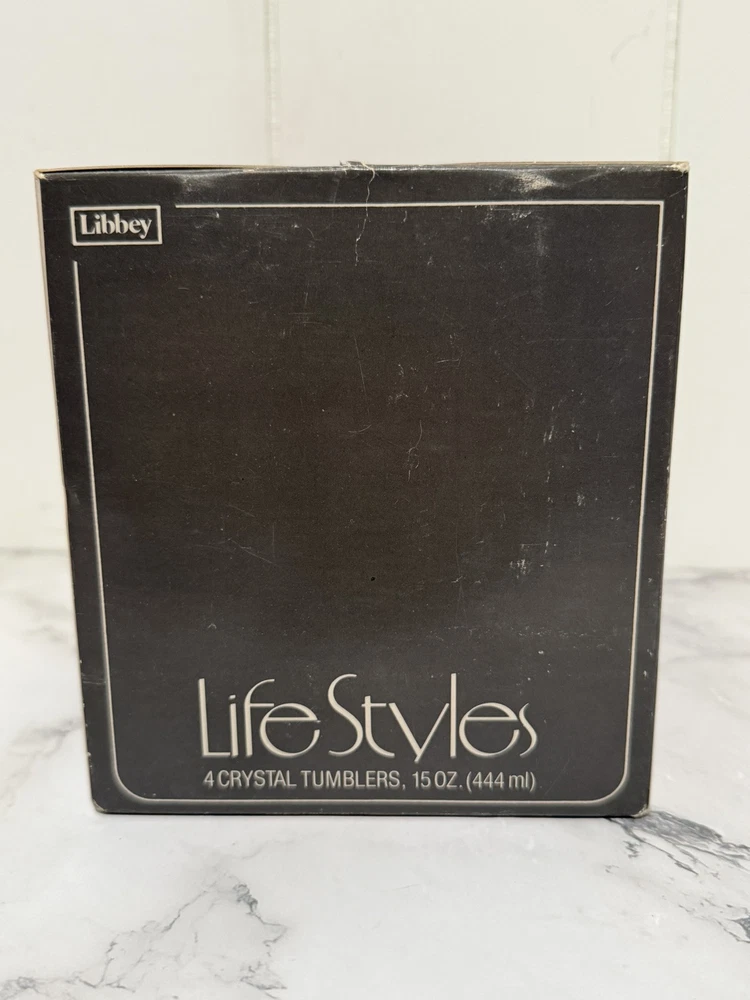 Libbey
LifeStyles
4 CRYSTAL TUMBLERS, 15 OZ. (444 ml)